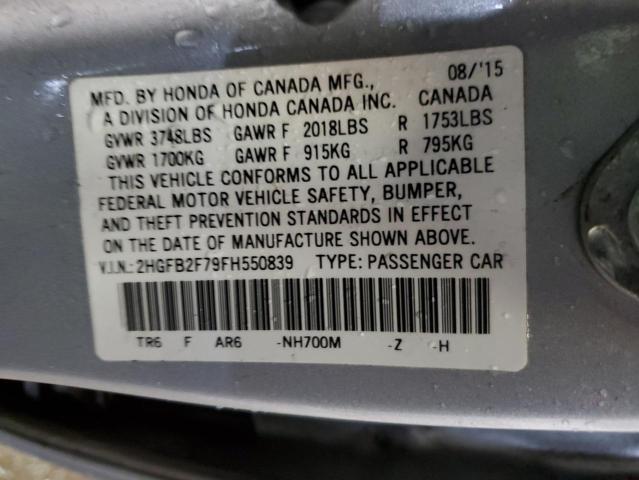 MFD. BY HONDA OF CANADA MFG., 08/'15
A DIVISION OF HONDA CANADA INC. CANADA
GVWR 3748LBS GAWR F 2018LBS R 1753LBS
GVWR 1700KG GAWR F 915KG R 795KG
THIS VEHICLE CONFORMS TO ALL APPLICABLE
FEDERAL MOTOR VEHICLE SAFETY, BUMPER,
AND THEFT PREVENTION STANDARDS IN EFFECT
ON THE DATE OF MANUFACTURE SHOWN ABOVE.
V.I.N.: 2HGFB2F79FH550839 TYPE: PASSENGER CAR
TR6 F AR6 -NH700M -Z -H